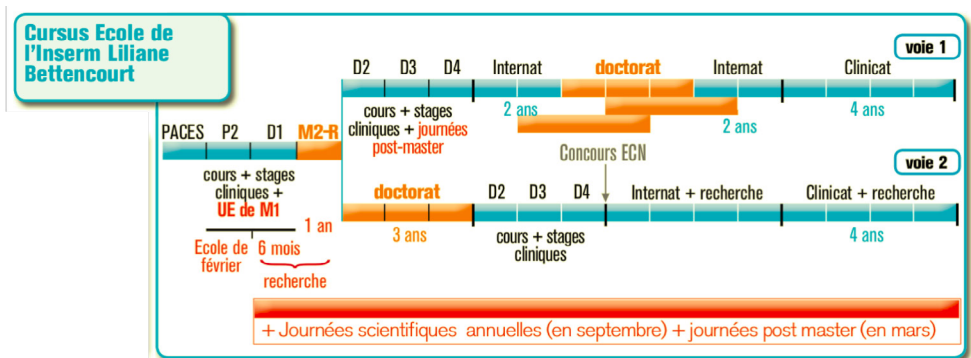 Cursus Ecole de
l'Inserm Liliane
Bettencourt
voie 1
D2 D3 D4 Internat doctorat Internat Clinicat
2 ans 2 ans 4 ans
cours + stages
cliniques + journées
post-master
PACES P2 D1 M2-R
cours + stages
cliniques +
UE de M1
1 an
Ecole de
février
6 mois
recherche
Concours ECN
voie 2
doctorat D2 D3 D4 Internat + recherche Clinicat + recherche
3 ans
cours + stages
cliniques
4 ans
+ Journées scientifiques annuelles (en septembre) + journées post master (en mars)